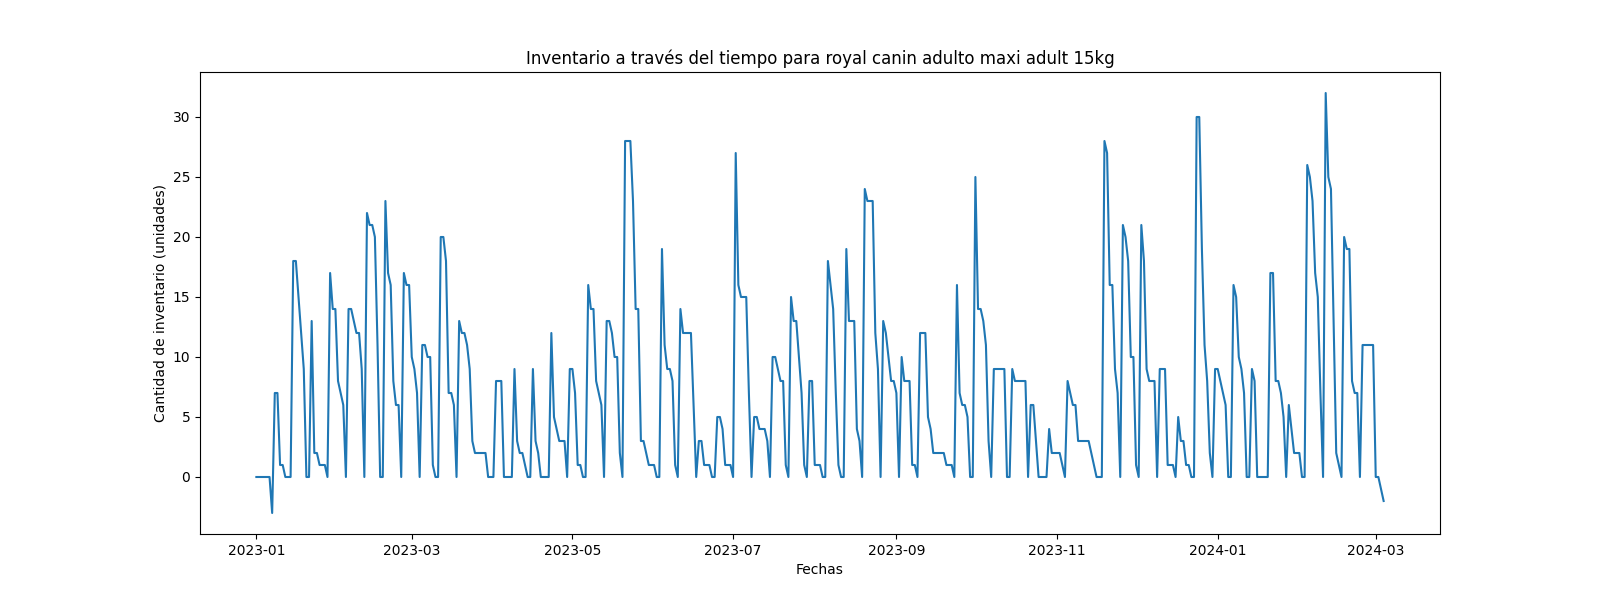 Inventario a través del tiempo para royal canin adulto maxi adult 15kg
Cantidad de inventario (unidades)
30
25
20
15
10
5
0
2023-01 2023-03 2023-05 2023-07 2023-09 2023-11 2024-01 2024-03
Fechas